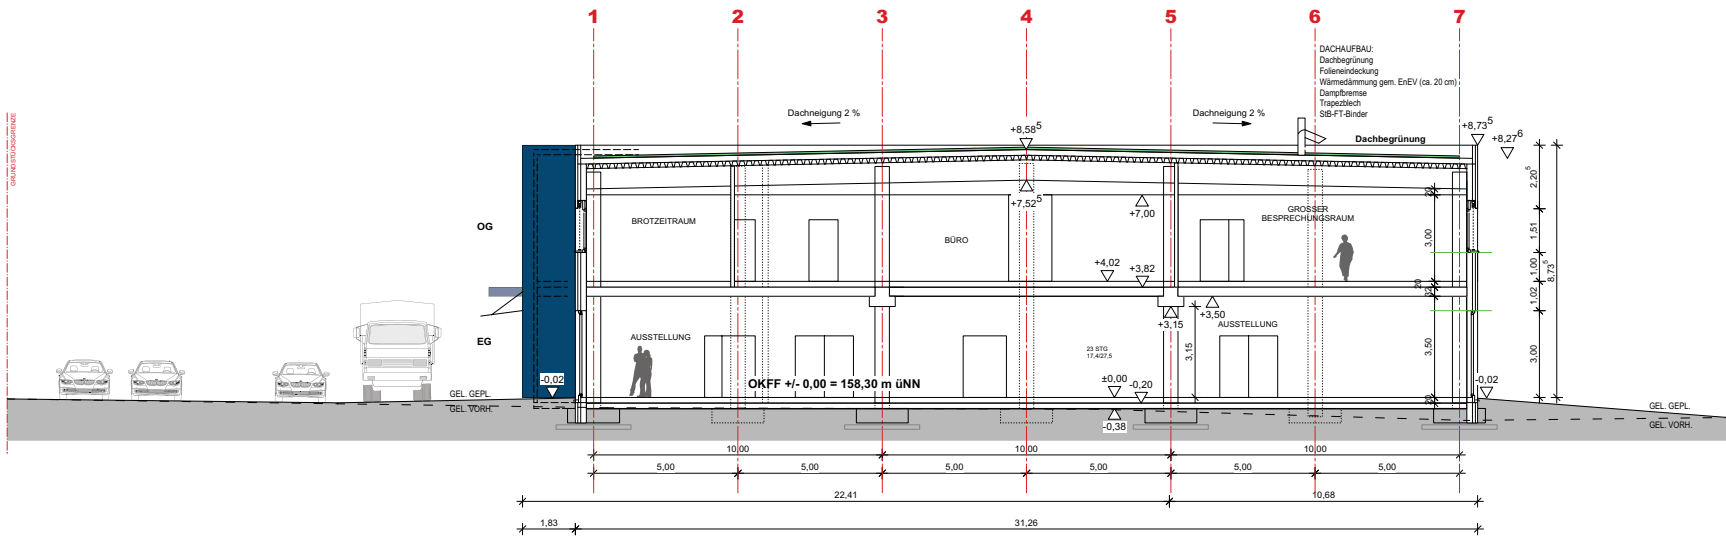 1 2 3 4 5 6 7
DACHAUFBAU:
Dachbegrünung
Folieneindeckung
Wärmedämmung gem. EnEV (ca. 20 cm)
Dampfbremse
Trapezblech
StB-FT-Binder
GRUNDSTÜCKSGRENZE
Dachneigung 2 %
Dachneigung 2 %
+8,58⁵
Dachbegrünung
+8,73⁵
+8,27⁶
OG
BROTZEITRAUM
BÜRO
GROSSER
BESPRECHUNGSRAUM
+7,52⁵
+7,00
+4,02
+3,82
20
3,00
20
32
2,20⁵
1,51
1,00
1,02
3,00
8,73⁵
EG
AUSSTELLUNG
AUSSTELLUNG
+3,50
+3,15
3,15
3,50
20
23 STG
17,4/27,5
OKFF +/- 0,00 = 158,30 m üNN
-0,02
±0,00
-0,20
-0,38
-0,02
GEL. GEPL.
GEL. VORH.
GEL. GEPL.
GEL. VORH.
10,00 10,00 10,00
5,00 5,00 5,00 5,00 5,00 5,00
22,41 10,68
1,83 31,26